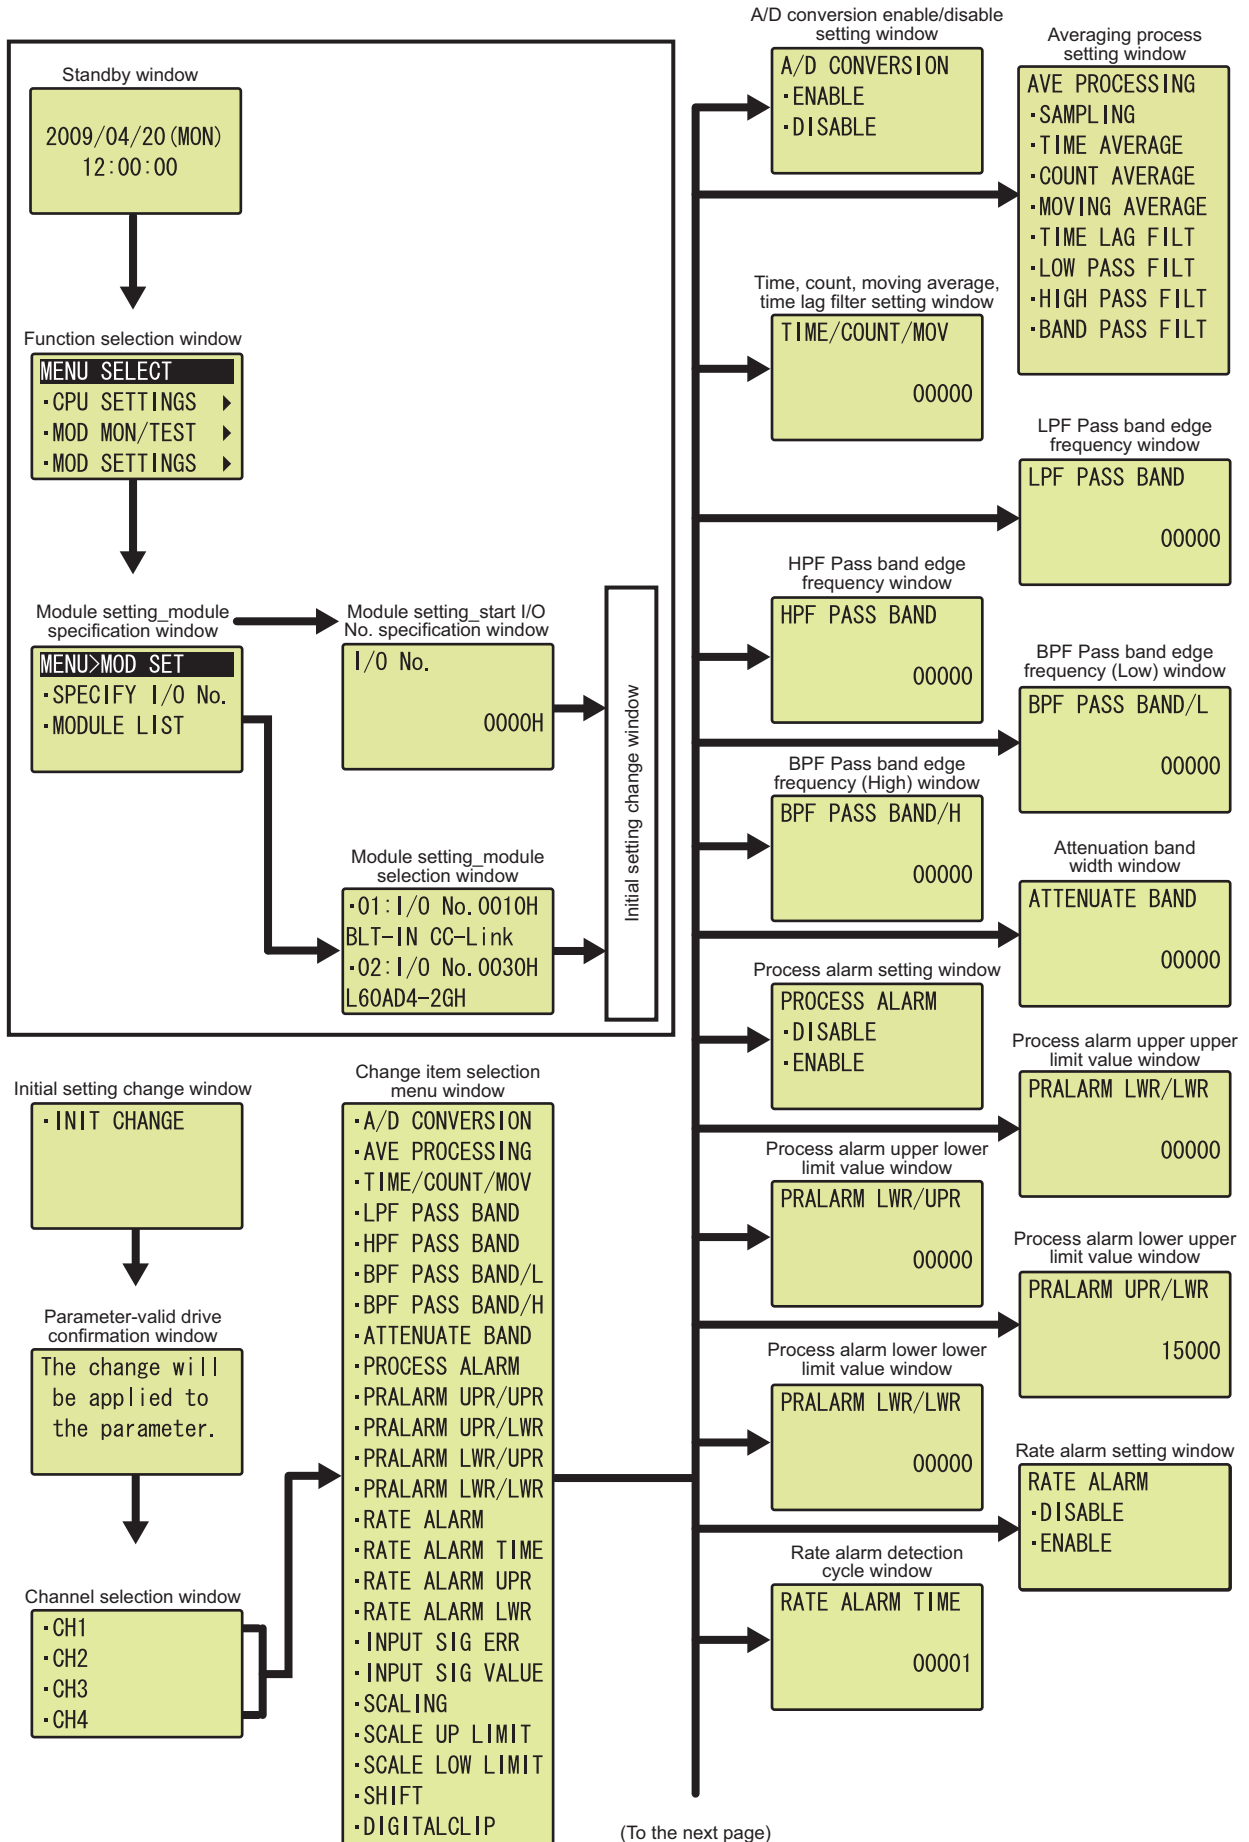 Standby window
2009/04/20(MON)
12:00:00
Function selection window
MENU SELECT
·CPU SETTINGS
·MOD MON/TEST
·MOD SETTINGS
Module setting_module
specification window
MENU>MOD SET
·SPECIFY I/O No.
·MODULE LIST
Module setting_start I/O
No. specification window
I/O No.
0000H
Module setting_module
selection window
·01:I/O No.0010H
BLT-IN CC-Link
·02:I/O No.0030H
L60AD4-2GH
Initial setting change window
Initial setting change window
·INIT CHANGE
Parameter-valid drive
confirmation window
The change will
be applied to
the parameter.
Channel selection window
·CH1
·CH2
·CH3
·CH4
Change item selection
menu window
·A/D CONVERSION
·AVE PROCESSING
·TIME/COUNT/MOV
·LPF PASS BAND
·HPF PASS BAND
·BPF PASS BAND/L
·BPF PASS BAND/H
·ATTENUATE BAND
·PROCESS ALARM
·PRALARM UPR/UPR
·PRALARM UPR/LWR
·PRALARM LWR/UPR
·PRALARM LWR/LWR
·RATE ALARM
·RATE ALARM TIME
·RATE ALARM UPR
·RATE ALARM LWR
·INPUT SIG ERR
·INPUT SIG VALUE
·SCALING
·SCALE UP LIMIT
·SCALE LOW LIMIT
·SHIFT
·DIGITALCLIP
A/D conversion enable/disable
setting window
A/D CONVERSION
·ENABLE
·DISABLE
Averaging process
setting window
AVE PROCESSING
·SAMPLING
·TIME AVERAGE
·COUNT AVERAGE
·MOVING AVERAGE
·TIME LAG FILT
·LOW PASS FILT
·HIGH PASS FILT
·BAND PASS FILT
Time, count, moving average,
time lag filter setting window
TIME/COUNT/MOV
00000
LPF Pass band edge
frequency window
LPF PASS BAND
00000
HPF Pass band edge
frequency window
HPF PASS BAND
00000
BPF Pass band edge
frequency (Low) window
BPF PASS BAND/L
00000
BPF Pass band edge
frequency (High) window
BPF PASS BAND/H
00000
Attenuation band
width window
ATTENUATE BAND
00000
Process alarm setting window
PROCESS ALARM
·DISABLE
·ENABLE
Process alarm upper upper
limit value window
PRALARM LWR/LWR
00000
Process alarm upper lower
limit value window
PRALARM LWR/UPR
00000
Process alarm lower upper
limit value window
PRALARM UPR/LWR
15000
Process alarm lower lower
limit value window
PRALARM LWR/LWR
00000
Rate alarm setting window
RATE ALARM
·DISABLE
·ENABLE
Rate alarm detection
cycle window
RATE ALARM TIME
00001
(To the next page)